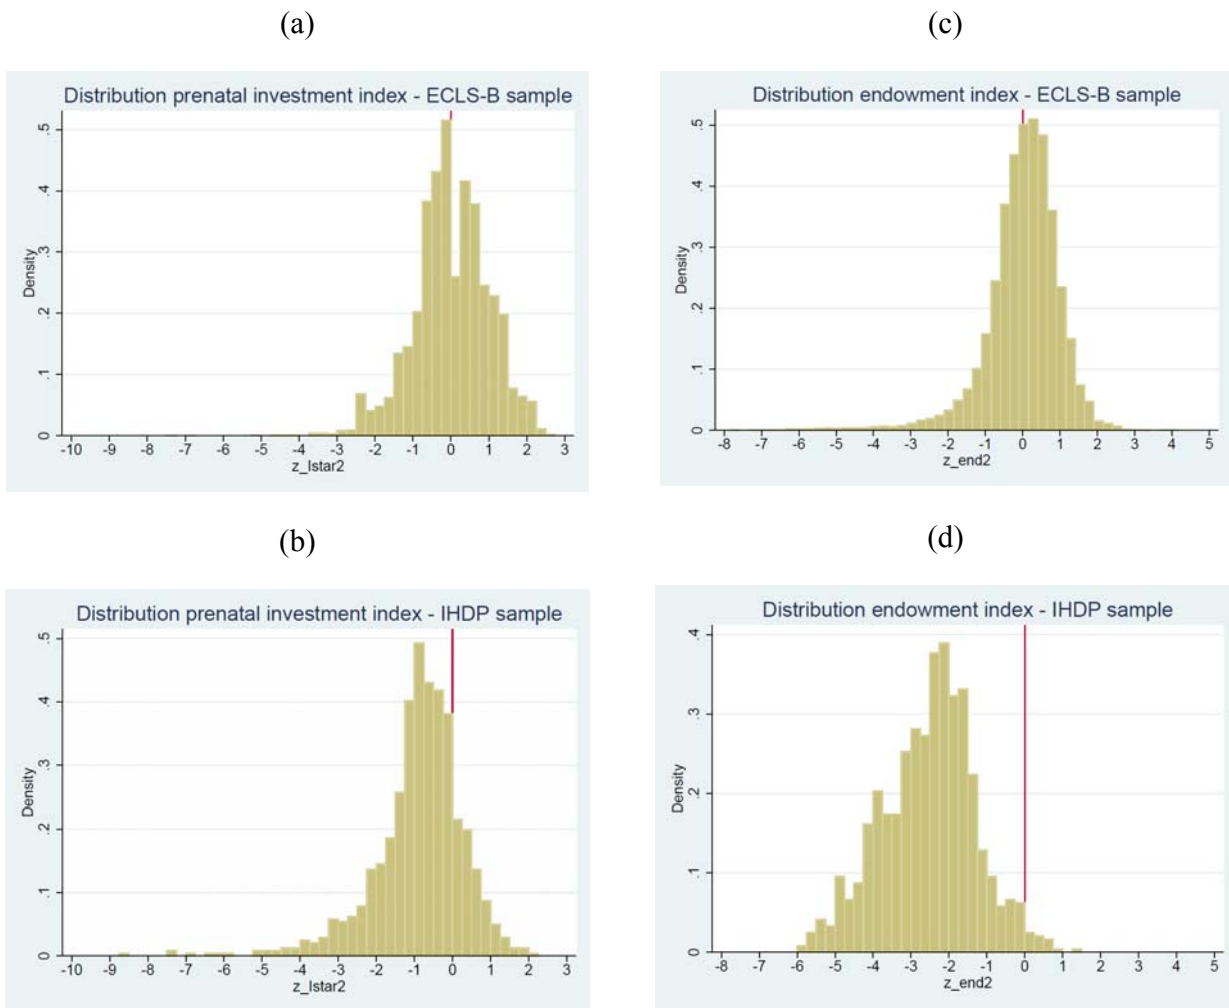 (a)
Distribution prenatal investment index - ECLS-B sample
Density
0 .1 .2 .3 .4 .5
-10 -9 -8 -7 -6 -5 -4 -3 -2 -1 0 1 2 3
z_Istar2
(c)
Distribution endowment index - ECLS-B sample
Density
0 .1 .2 .3 .4 .5
-8 -7 -6 -5 -4 -3 -2 -1 0 1 2 3 4 5
z_end2
(b)
Distribution prenatal investment index - IHDP sample
Density
0 .1 .2 .3 .4 .5
-10 -9 -8 -7 -6 -5 -4 -3 -2 -1 0 1 2 3
z_Istar2
(d)
Distribution endowment index - IHDP sample
Density
0 .1 .2 .3 .4
-8 -7 -6 -5 -4 -3 -2 -1 0 1 2 3 4 5
z_end2